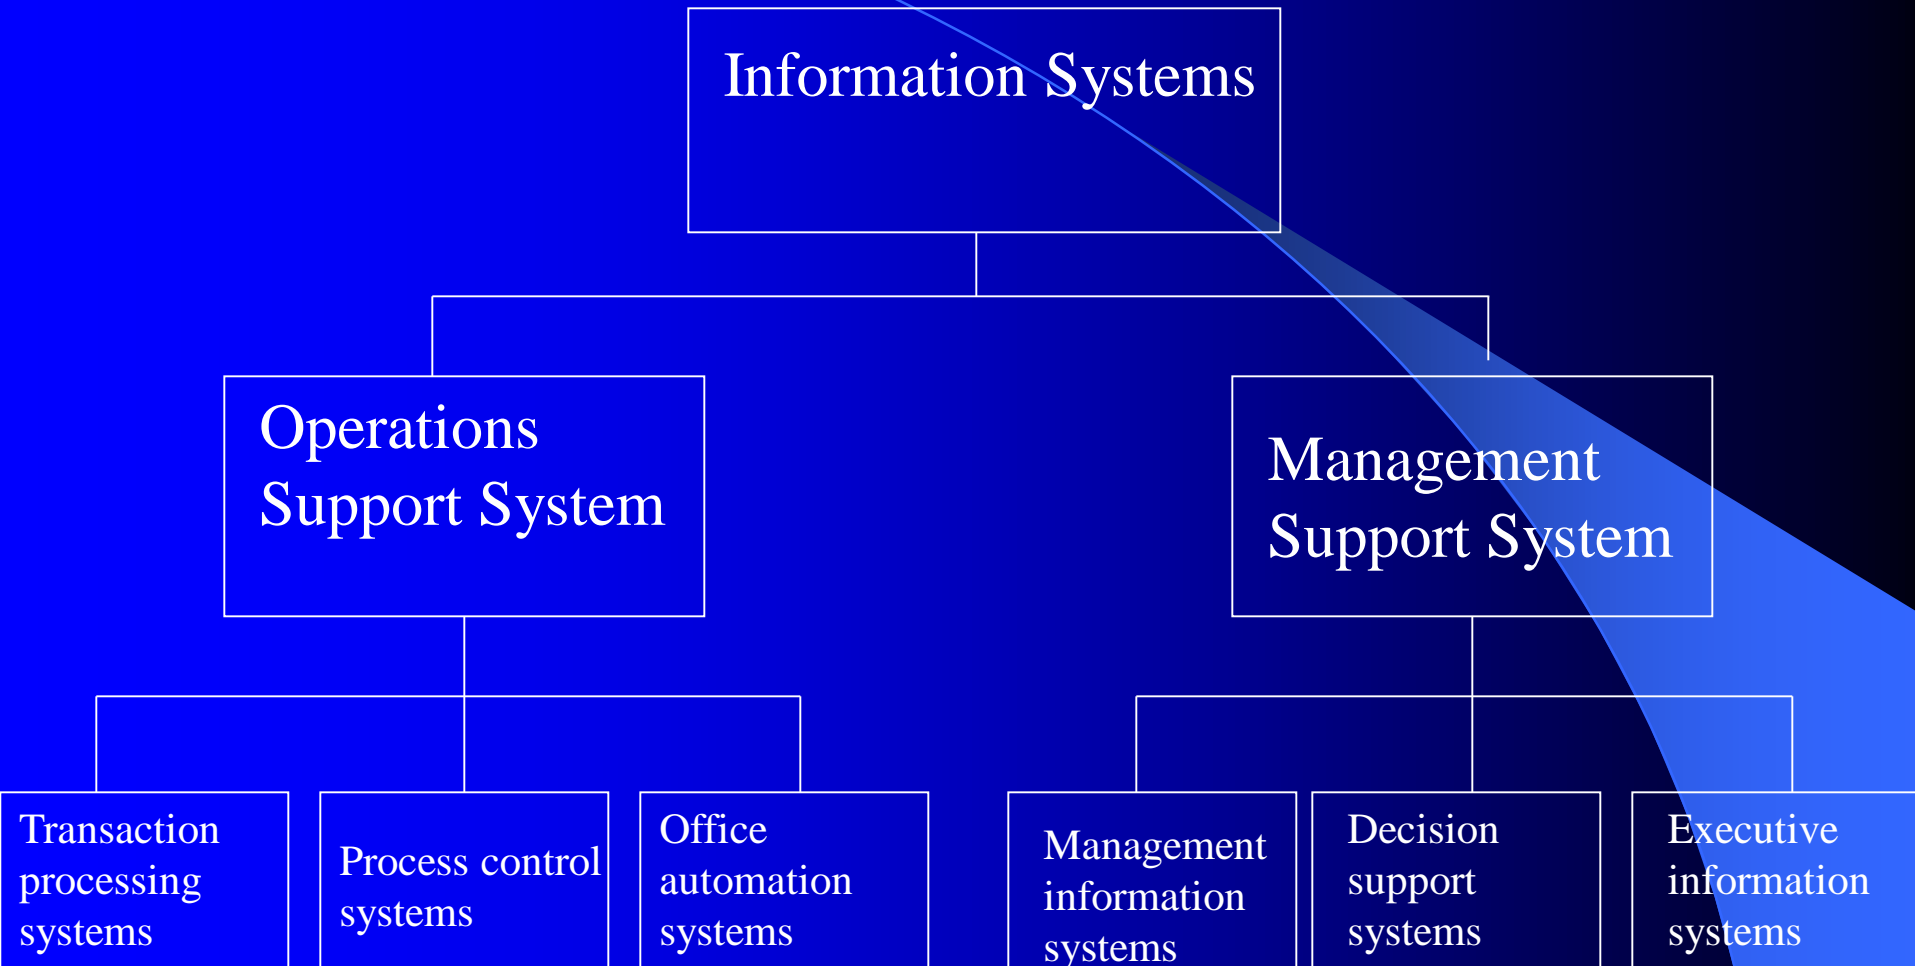 Information Systems
Operations
Support System
Management
Support System
Transaction
processing
systems
Process control
systems
Office
automation
systems
Management
information
systems
Decision
support
systems
Executive
information
systems